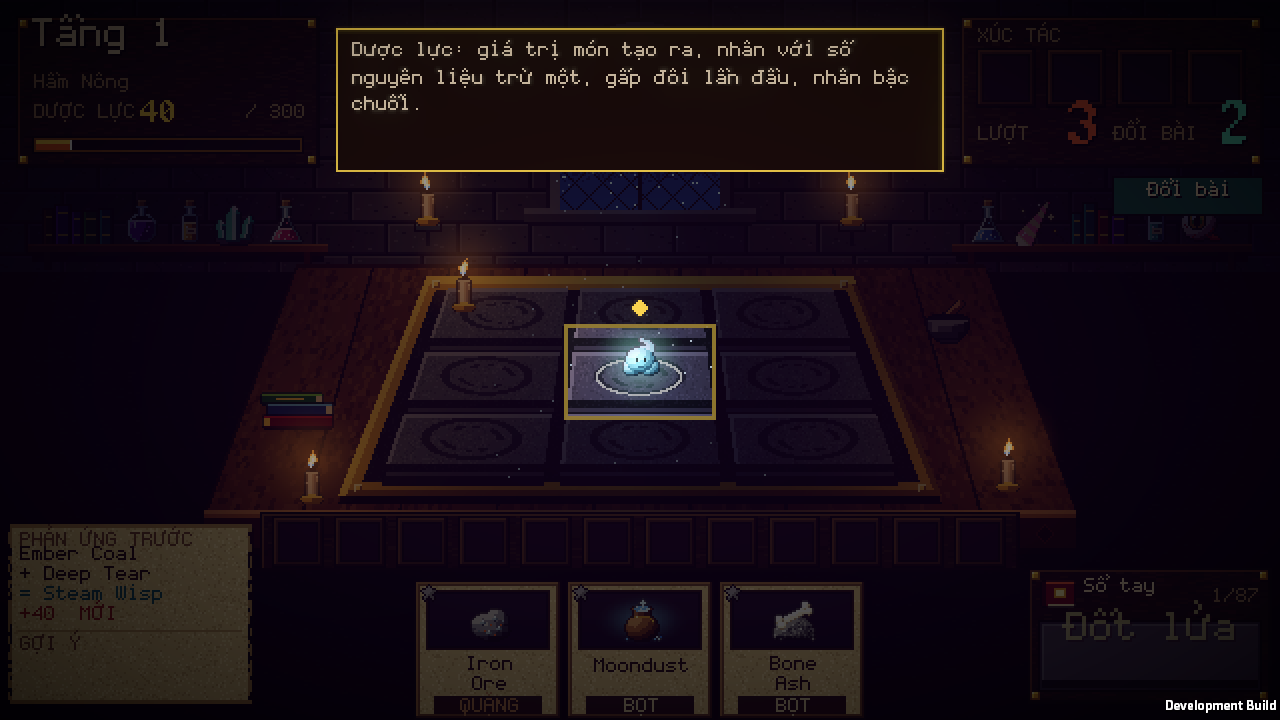 Tầng 1
Hầm Nông
DƯỢC LỰC 40 / 300
Dược lực: giá trị món tạo ra, nhân với số
nguyên liệu trừ một, gấp đôi lần đầu, nhân bậc
chuỗi.
XÚC TÁC
LƯỢT 3 ĐỔI BÀI 2
Đổi bài
PHẢN ỨNG TRƯỚC
Ember Coal
+ Deep Tear
= Steam Wisp
+40 MỚI
GỢI Ý
Iron
Ore
QUẶNG
Moondust
BỘT
Bone
Ash
BỘT
Sổ tay 1/87
Đốt lửa
Development Build